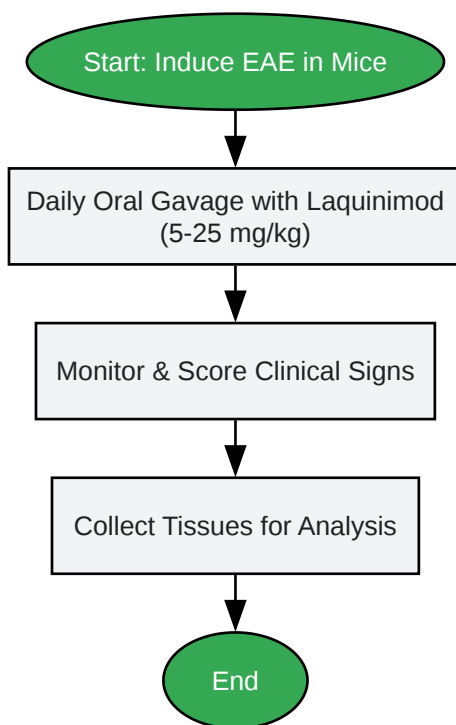 Start: Induce EAE in Mice
Daily Oral Gavage with Laquinimod
(5-25 mg/kg)
Monitor & Score Clinical Signs
Collect Tissues for Analysis
End